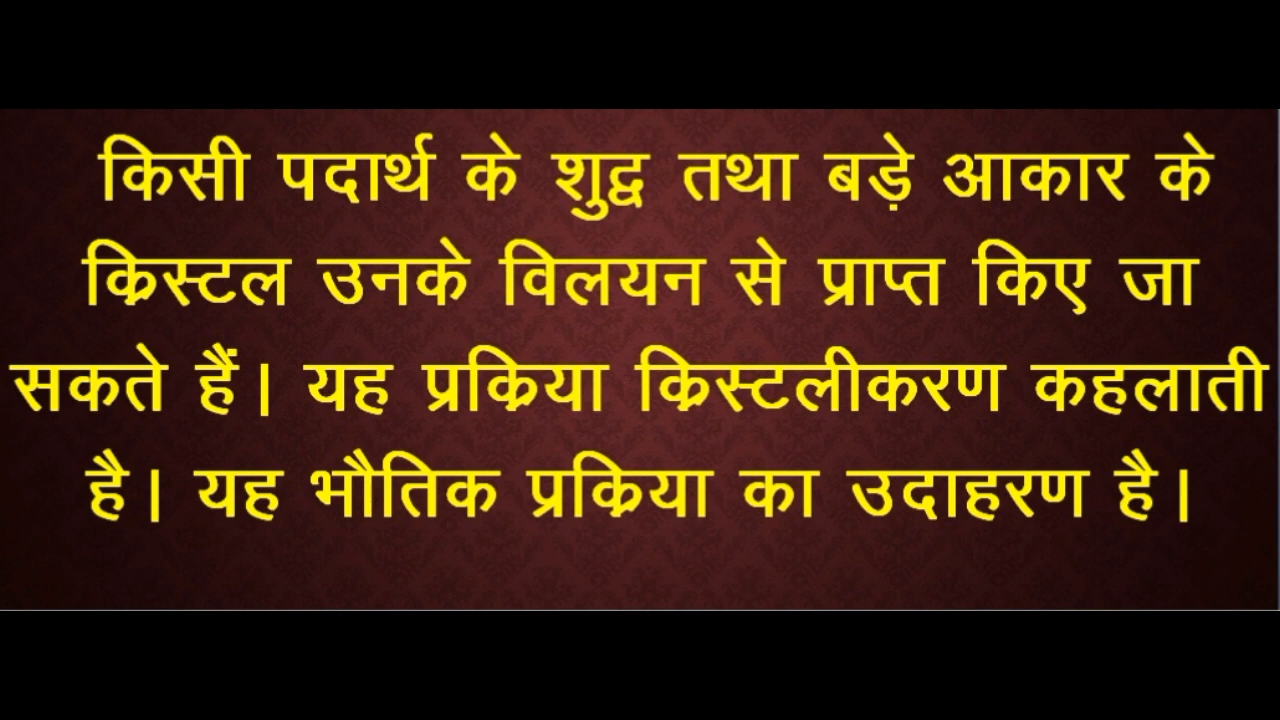 किसी पदार्थ के शुद्व तथा बड़े आकार के
क्रिस्टल उनके विलयन से प्राप्त किए जा
सकते हैं। यह प्रक्रिया क्रिस्टलीकरण कहलाती
है। यह भौतिक प्रक्रिया का उदाहरण है।